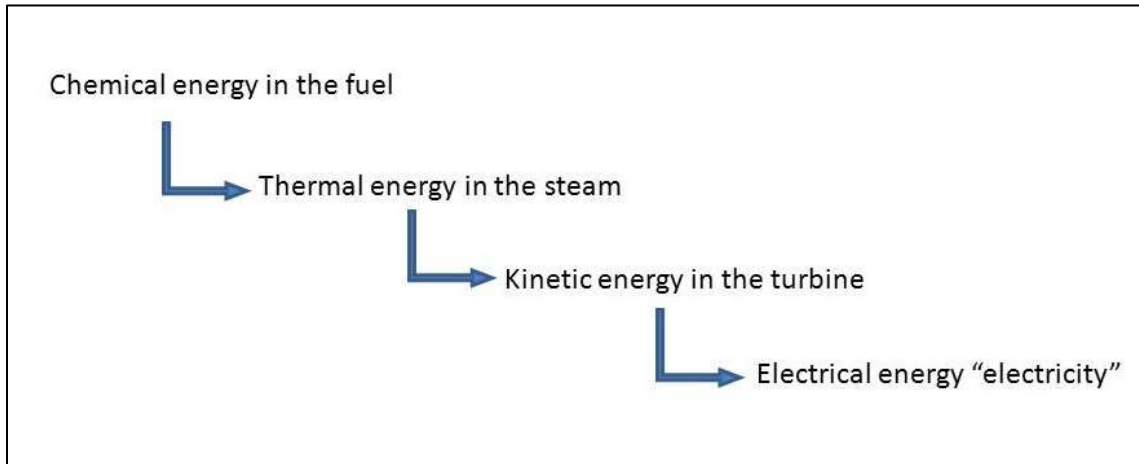 Chemical energy in the fuel
Thermal energy in the steam
Kinetic energy in the turbine
Electrical energy “electricity”